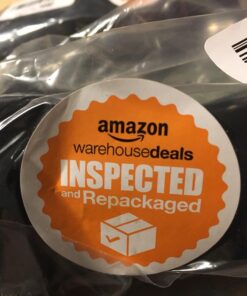 amazon
warehousedeals
INSPECTED
and Repackaged